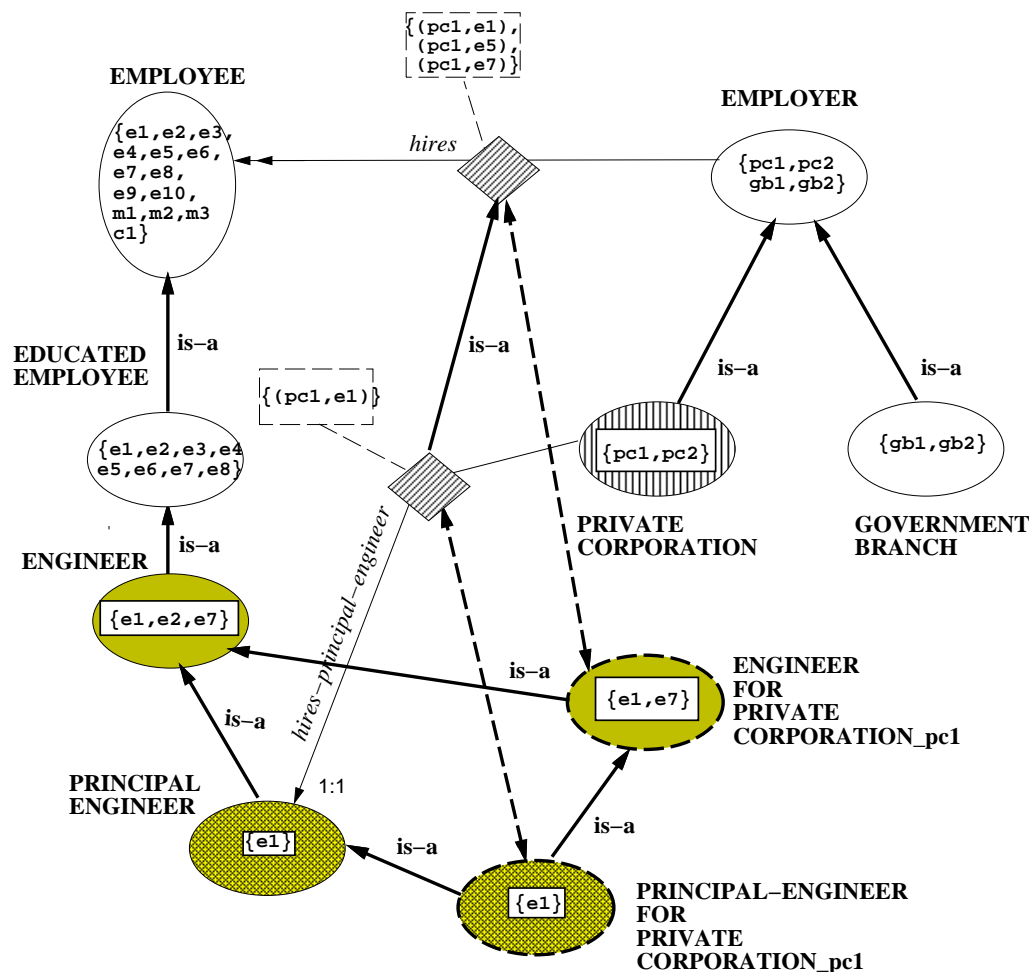 {(pc1,e1),
(pc1,e5),
(pc1,e7)}
EMPLOYEE
EMPLOYER
{e1,e2,e3,
e4,e5,e6,
e7,e8,
e9,e10,
m1,m2,m3
c1}
hires
{pc1,pc2
gb1,gb2}
is-a
EDUCATED
EMPLOYEE
is-a
is-a
is-a
{(pc1,e1)}
{e1,e2,e3,e4
e5,e6,e7,e8}
{pc1,pc2}
{gb1,gb2}
PRIVATE
CORPORATION
GOVERNMENT
BRANCH
is-a
ENGINEER
{e1,e2,e7}
hires-principal-engineer
is-a
{e1,e7}
ENGINEER
FOR
PRIVATE
CORPORATION_pc1
is-a
PRINCIPAL
ENGINEER
1:1
{e1}
is-a
is-a
{e1}
PRINCIPAL-ENGINEER
FOR
PRIVATE
CORPORATION_pc1